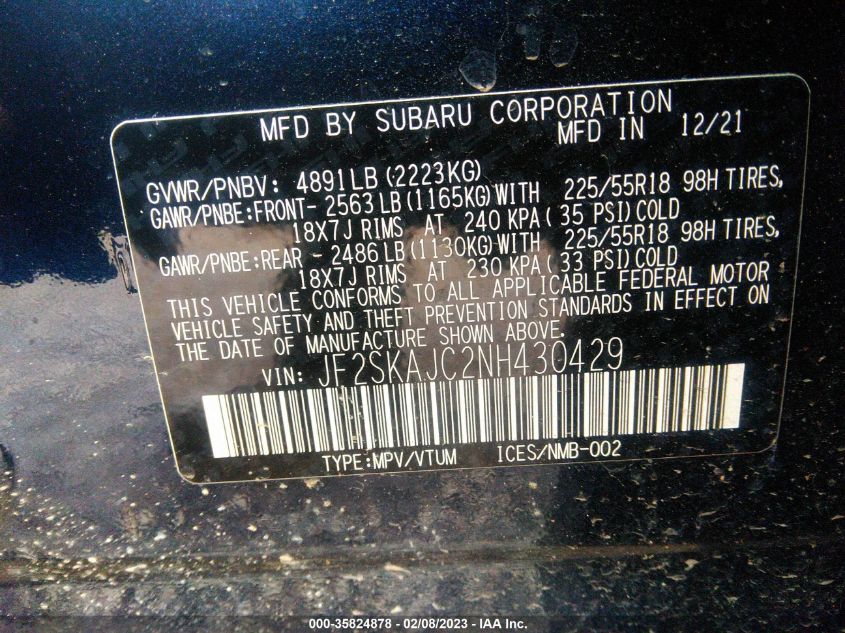 MFD BY SUBARU CORPORATION
MFD IN 12/21
GVWR/PNBV: 4891LB (2223KG)
GAWR/PNBE:FRONT- 2563 LB (1165KG) WITH 225/55R18 98H TIRES,
18X7J RIMS AT 240 KPA ( 35 PSI) COLD
GAWR/PNBE:REAR - 2486 LB (1130KG) WITH 225/55R18 98H TIRES,
18X7J RIMS AT 230 KPA ( 33 PSI) COLD
THIS VEHICLE CONFORMS TO ALL APPLICABLE FEDERAL MOTOR
VEHICLE SAFETY AND THEFT PREVENTION STANDARDS IN EFFECT ON
THE DATE OF MANUFACTURE SHOWN ABOVE.
VIN: JF2SKAJC2NH430429
TYPE:MPV/VTUM ICES/NMB-002
000-35824878 - 02/08/2023 - IAA, Inc.